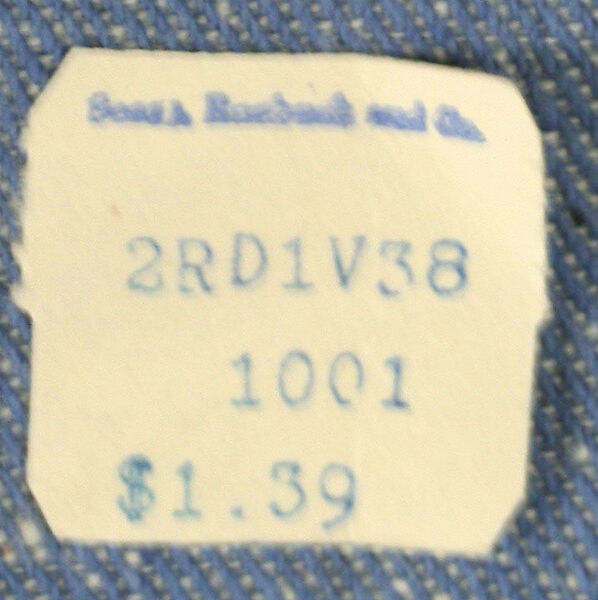 Sears, Roebuck and Co.
2RD1V38
1001
$1.39